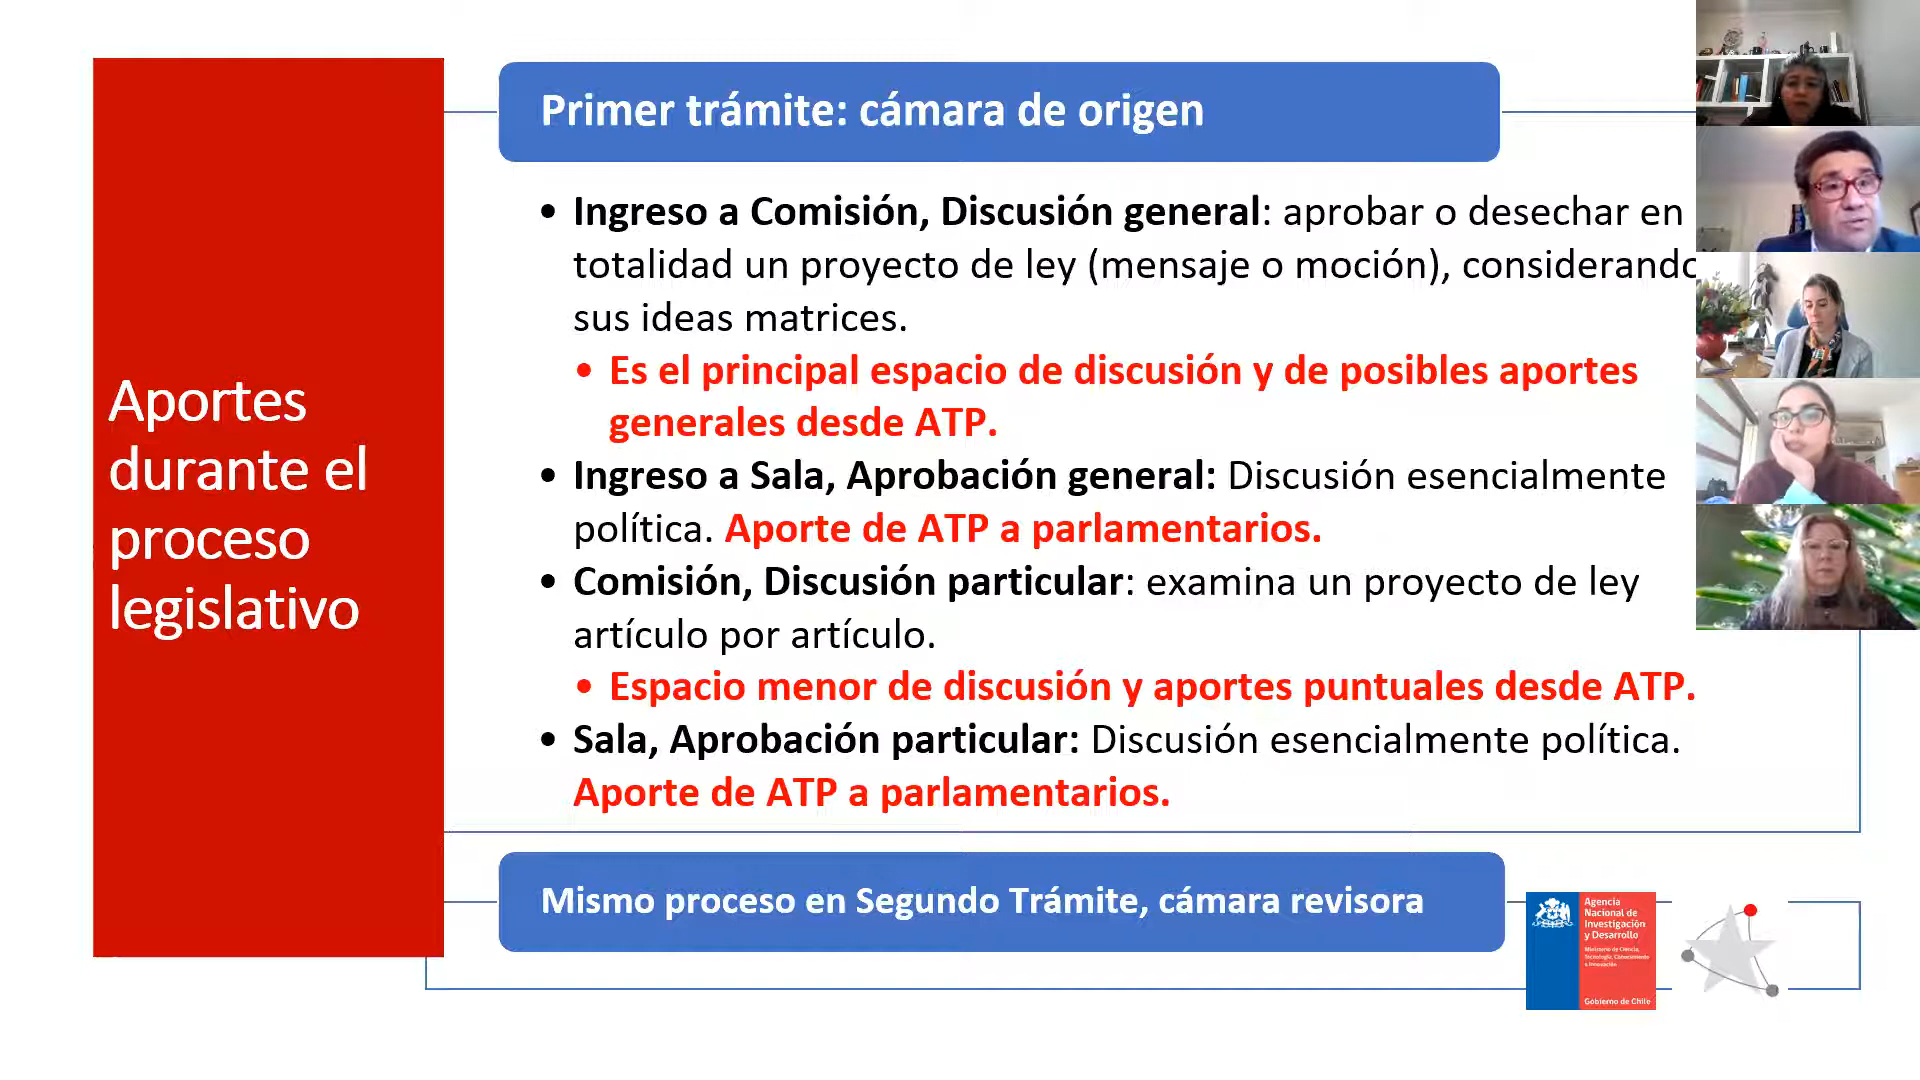 Aportes
durante el
proceso
legislativo
Primer trámite: cámara de origen
• Ingreso a Comisión, Discusión general: aprobar o desechar en
totalidad un proyecto de ley (mensaje o moción), considerando
sus ideas matrices.
• Es el principal espacio de discusión y de posibles aportes
generales desde ATP.
• Ingreso a Sala, Aprobación general: Discusión esencialmente
política. Aporte de ATP a parlamentarios.
• Comisión, Discusión particular: examina un proyecto de ley
artículo por artículo.
• Espacio menor de discusión y aportes puntuales desde ATP.
• Sala, Aprobación particular: Discusión esencialmente política.
Aporte de ATP a parlamentarios.
Mismo proceso en Segundo Trámite, cámara revisora
Agencia
Nacional de
Investigación
y Desarrollo
Ministerio de Ciencia,
Tecnología, Conocimiento
e Innovación
Gobierno de Chile